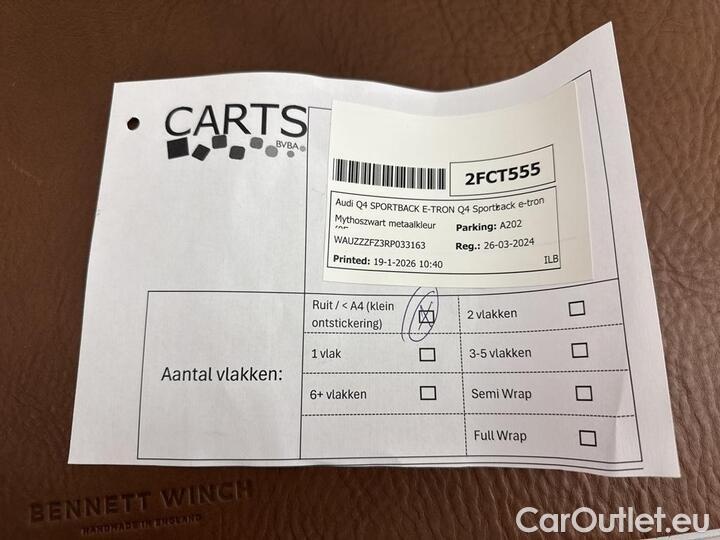 CARTS
BVBA
2FCT555
Audi Q4 SPORTBACK E-TRON Q4 Sportback e-tron
Mythoszwart metaalkleur
Parking: A202
WAUZZZFZ3RP033163
Reg.: 26-03-2024
Printed: 19-1-2026 10:40
ILB
Aantal vlakken:
Ruit / < A4 (klein ontstickering)
2 vlakken
1 vlak
3-5 vlakken
6+ vlakken
Semi Wrap
Full Wrap
BENNETT WINCH
HANDMADE IN ENGLAND
CarOutlet.eu